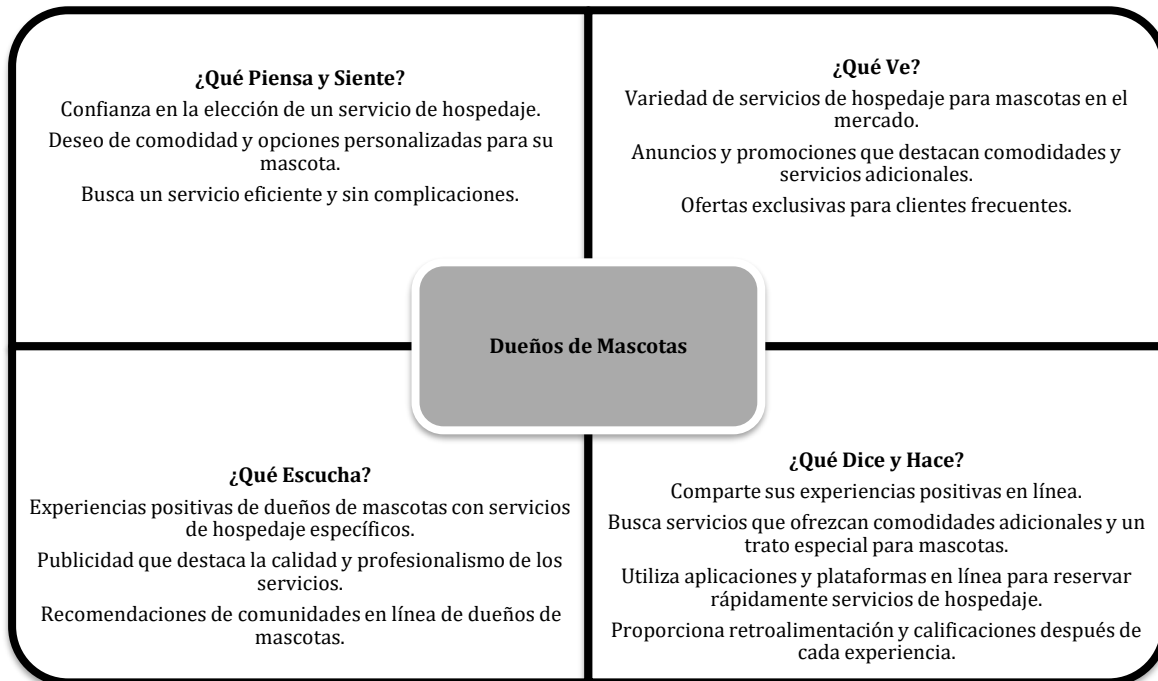 ¿Qué Piensa y Siente?
Confianza en la elección de un servicio de hospedaje.
Deseo de comodidad y opciones personalizadas para su
mascota.
Busca un servicio eficiente y sin complicaciones.
¿Qué Ve?
Variedad de servicios de hospedaje para mascotas en el
mercado.
Anuncios y promociones que destacan comodidades y
servicios adicionales.
Ofertas exclusivas para clientes frecuentes.
Dueños de Mascotas
¿Qué Escucha?
Experiencias positivas de dueños de mascotas con servicios
de hospedaje específicos.
Publicidad que destaca la calidad y profesionalismo de los
servicios.
Recomendaciones de comunidades en línea de dueños de
mascotas.
¿Qué Dice y Hace?
Comparte sus experiencias positivas en línea.
Busca servicios que ofrezcan comodidades adicionales y un
trato especial para mascotas.
Utiliza aplicaciones y plataformas en línea para reservar
rápidamente servicios de hospedaje.
Proporciona retroalimentación y calificaciones después de
cada experiencia.